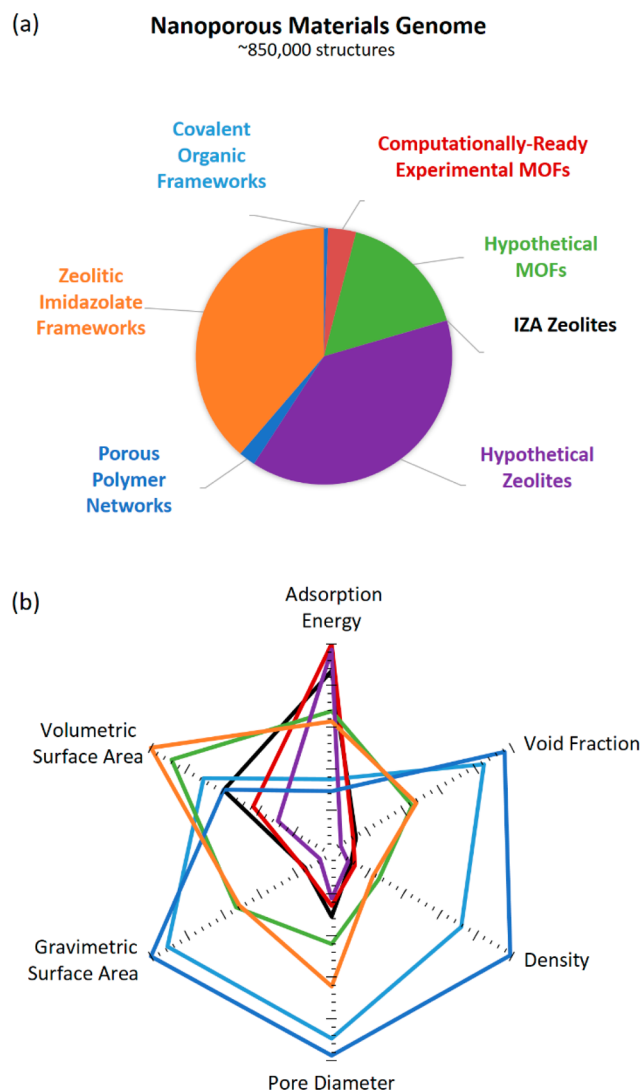 (a)
Nanoporous Materials Genome
~850,000 structures
Covalent
Organic
Frameworks
Computationally-Ready
Experimental MOFs
Hypothetical
MOFs
Zeolitic
Imidazolate
Frameworks
IZA Zeolites
Porous
Polymer
Networks
Hypothetical
Zeolites
(b)
Adsorption
Energy
Volumetric
Surface Area
Void Fraction
Gravimetric
Surface Area
Density
Pore Diameter